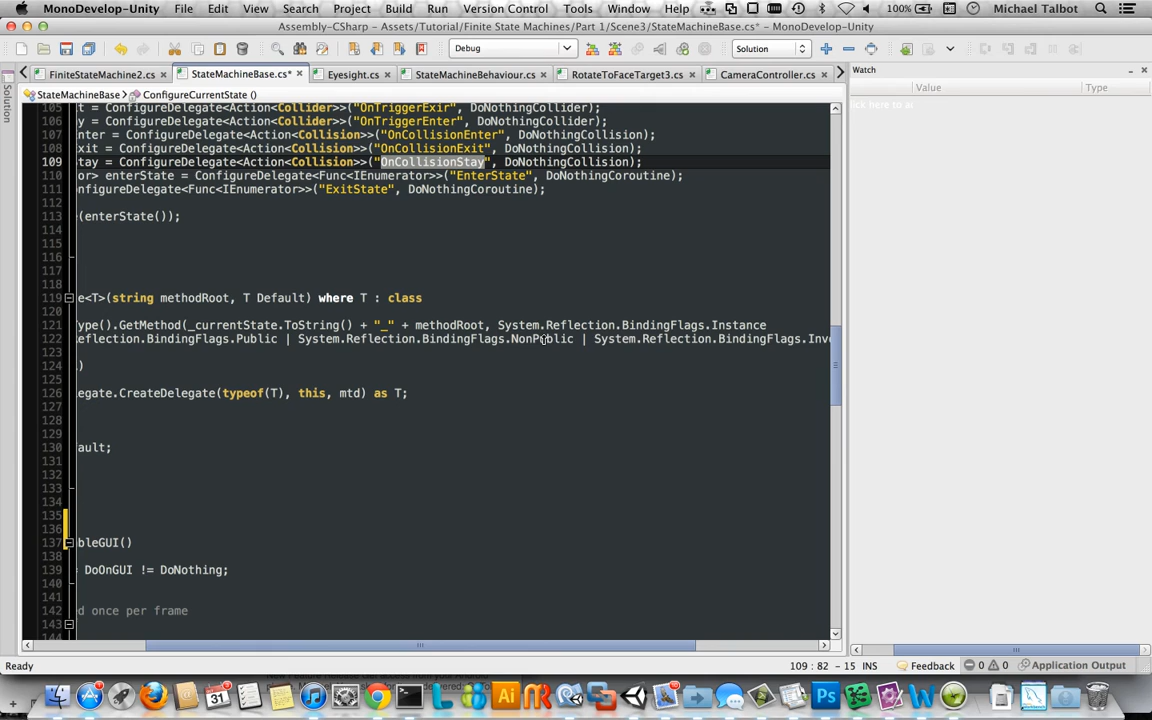 MonoDevelop-Unity File Edit View Search Project Build Run Version Control Tools Window Help 100% Michael Talbot
Assembly-CSharp – Assets/Tutorial/Finite State Machines/Part 1/Scene3/StateMachineBase.cs* – MonoDevelop-Unity
Debug Solution
FiniteStateMachine2.cs × StateMachineBase.cs* × Eyesight.cs × StateMachineBehaviour.cs × RotateToFaceTarget3.cs × CameraController.cs ×
Watch
Solution
StateMachineBase ConfigureCurrentState ()
Value Type
105 t = ConfigureDelegate<Action<Collider>>("OnTriggerExir", DoNothingCollider);
106 y = ConfigureDelegate<Action<Collider>>("OnTriggerEnter", DoNothingCollider);
107 nter = ConfigureDelegate<Action<Collision>>("OnCollisionEnter", DoNothingCollision);
108 xit = ConfigureDelegate<Action<Collision>>("OnCollisionExit", DoNothingCollision);
109 tay = ConfigureDelegate<Action<Collision>>("OnCollisionStay", DoNothingCollision);
110 or> enterState = ConfigureDelegate<Func<IEnumerator>>("EnterState", DoNothingCoroutine);
111 nfigureDelegate<Func<IEnumerator>>("ExitState", DoNothingCoroutine);
112
113 (enterState());
114
115
116
117
118
119 e<T>(string methodRoot, T Default) where T : class
120
121 ype().GetMethod(_currentState.ToString() + "_" + methodRoot, System.Reflection.BindingFlags.Instance
122 eflection.BindingFlags.Public | System.Reflection.BindingFlags.NonPublic | System.Reflection.BindingFlags.Inv
123
124 )
125
126 egate.CreateDelegate(typeof(T), this, mtd) as T;
127
128
129
130 ault;
131
132
133
134
135
136
137 bleGUI()
138
139 = DoOnGUI != DoNothing;
140
141
142 d once per frame
143
144
Ready 109 : 82 - 15 INS Feedback 0 0 Application Output